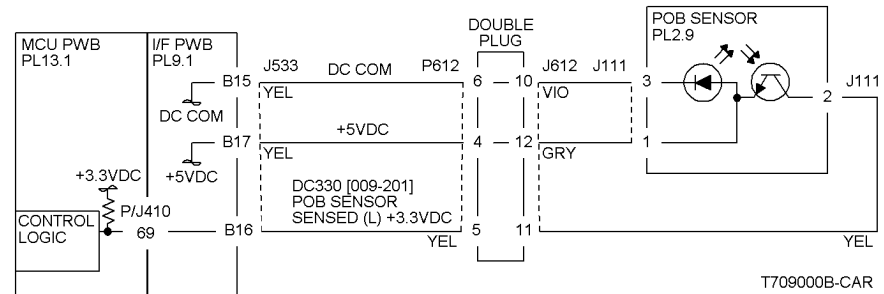 DOUBLE
PLUG
POB SENSOR
PL2.9
MCU PWB
PL13.1
I/F PWB
PL9.1
B15
J533
DC COM
P612
6
10
J612
J111
3
2
J111
YEL
VIO
DC COM
B17
+5VDC
4
12
1
YEL
GRY
+5VDC
+3.3VDC
DC330 [009-201]
POB SENSOR
SENSED (L) +3.3VDC
P/J410
CONTROL
LOGIC
69
B16
YEL
5
11
YEL
T709000B-CAR